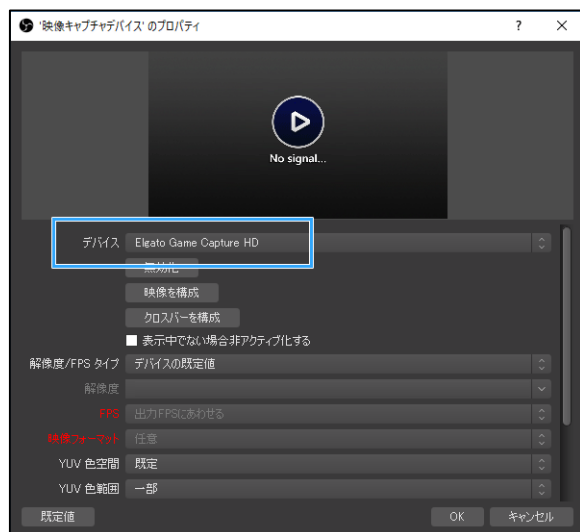 '映像キャプチャデバイス' のプロパティ ? ×
No signal...
デバイス Elgato Game Capture HD
無効化
映像を構成
クロスバーを構成
表示中でない場合非アクティブ化する
解像度/FPS タイプ デバイスの既定値
解像度
FPS 出力FPSにあわせる
映像フォーマット 任意
YUV 色空間 既定
YUV 色範囲 一部
既定値 OK キャンセル